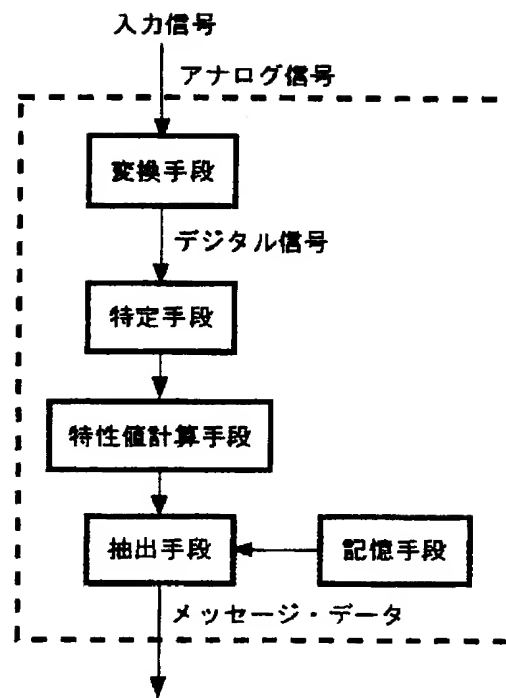 入力信号
アナログ信号
変換手段
デジタル信号
特定手段
特性値計算手段
抽出手段
記憶手段
メッセージ・データ